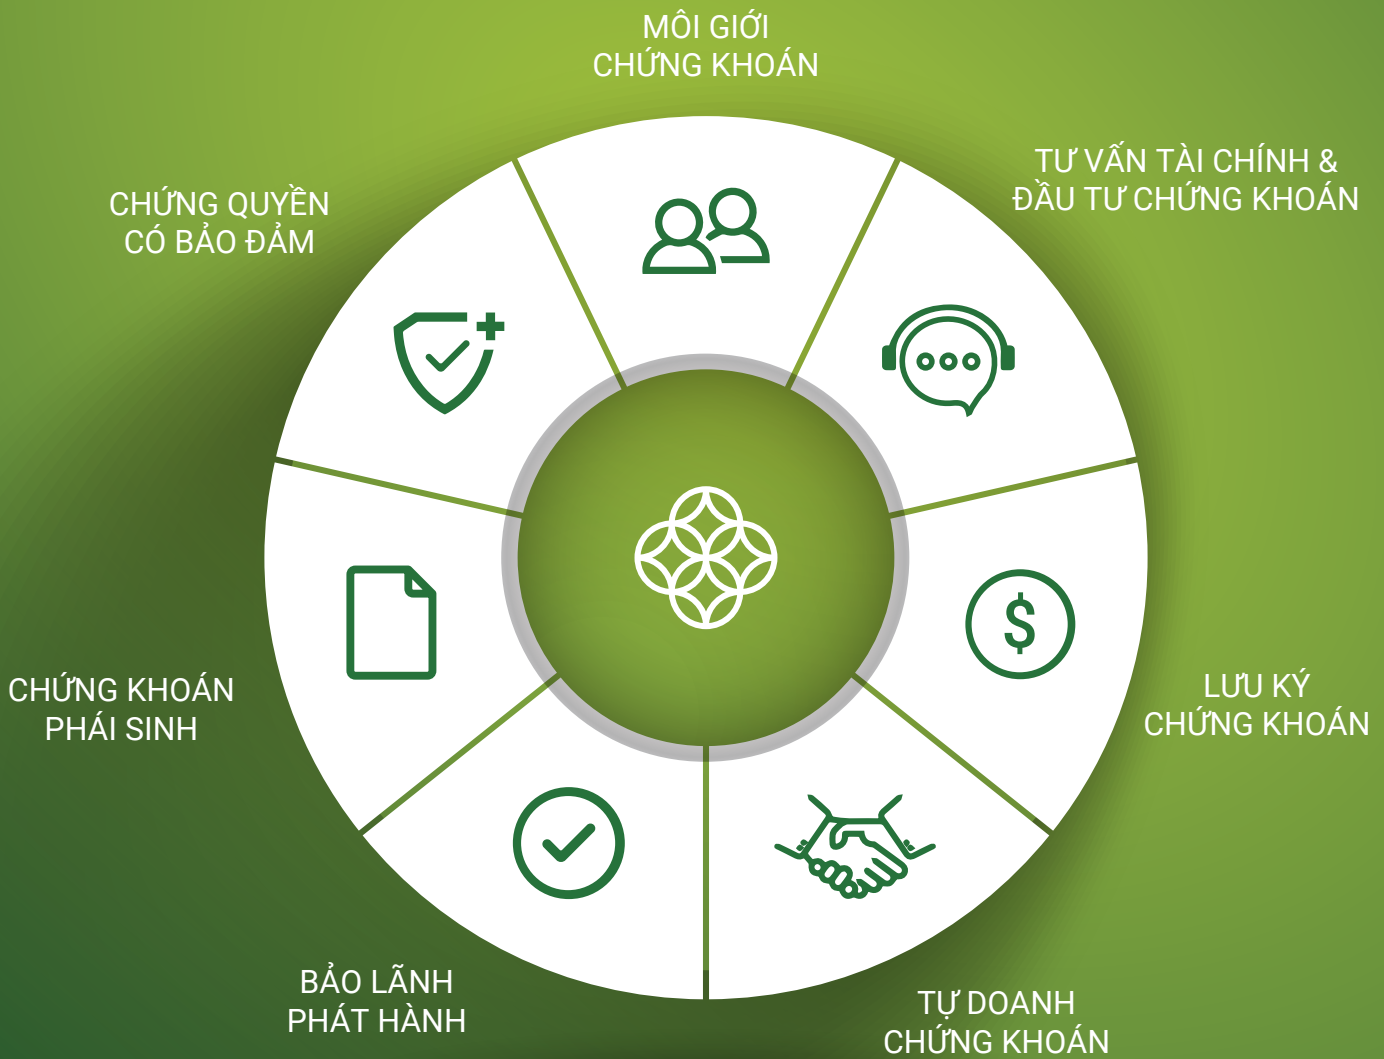 MÔI GIỚI
CHỨNG KHOÁN
TƯ VẤN TÀI CHÍNH &
ĐẦU TƯ CHỨNG KHOÁN
CHỨNG QUYỀN
CÓ BẢO ĐẢM
$
CHỨNG KHOÁN
PHÁI SINH
LƯU KÝ
CHỨNG KHOÁN
BẢO LÃNH
PHÁT HÀNH
TỰ DOANH
CHỨNG KHOÁN